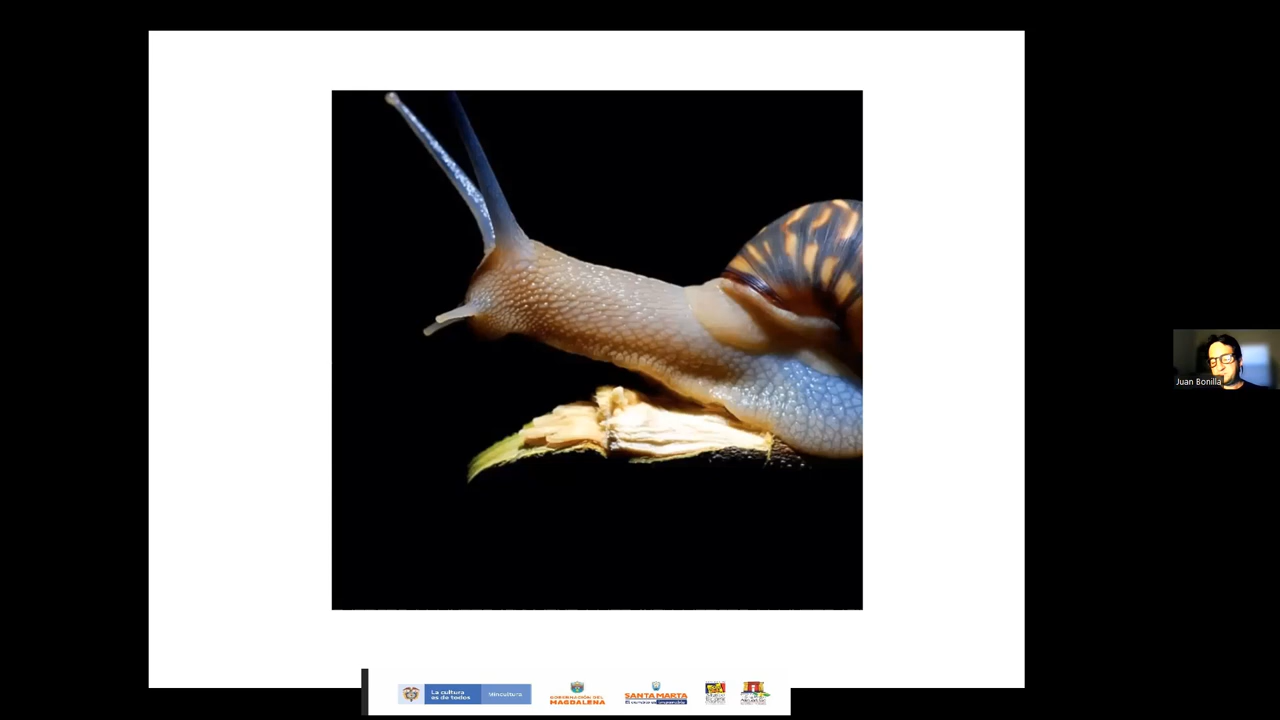 Juan Bonilla
La cultura
es de todos
Mincultura
GOBERNACIÓN DEL
MAGDALENA
SANTA MARTA